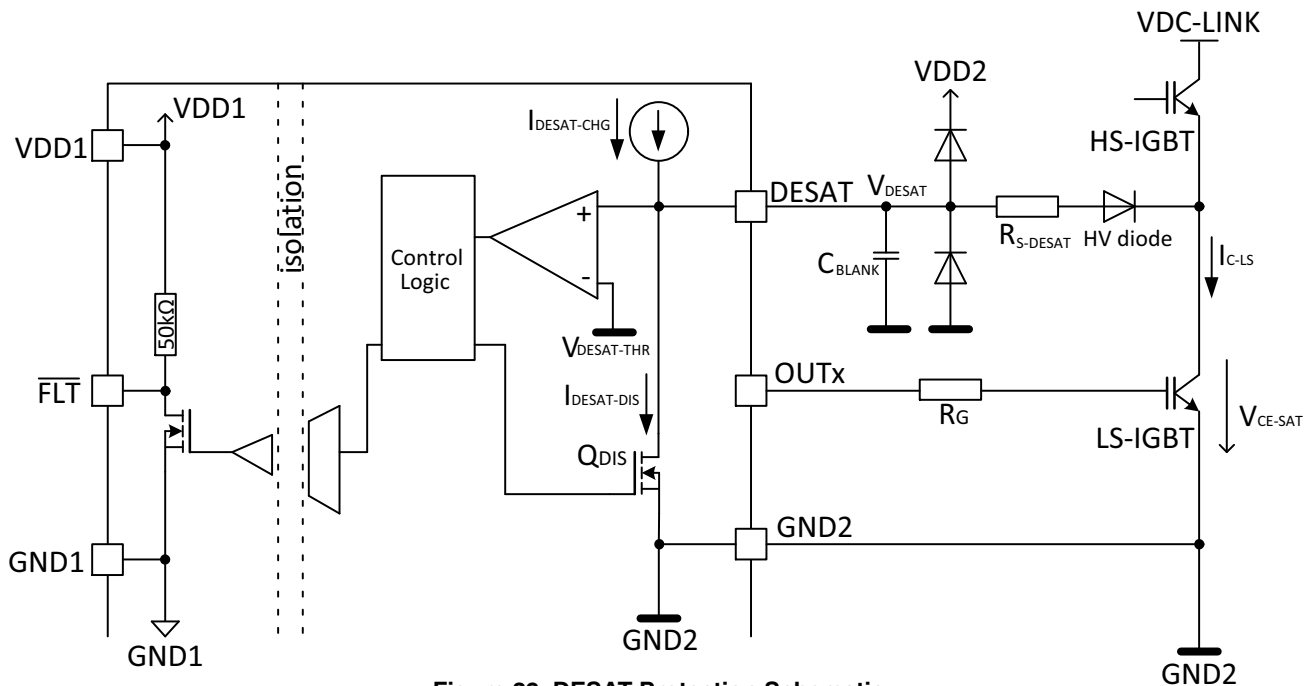 VDC-LINK
VDD2
VDD1
VDD1
IDESAT-CHG
HS-IGBT
isolation
DESAT
VDESAT
+
-
Control
Logic
RS-DESAT
HV diode
CBLANK
IC-LS
50kΩ
VDESAT-THR
FLT
OUTx
IDESAT-DIS
RG
LS-IGBT
VCE-SAT
QDIS
GND2
GND1
GND1
GND2
GND2